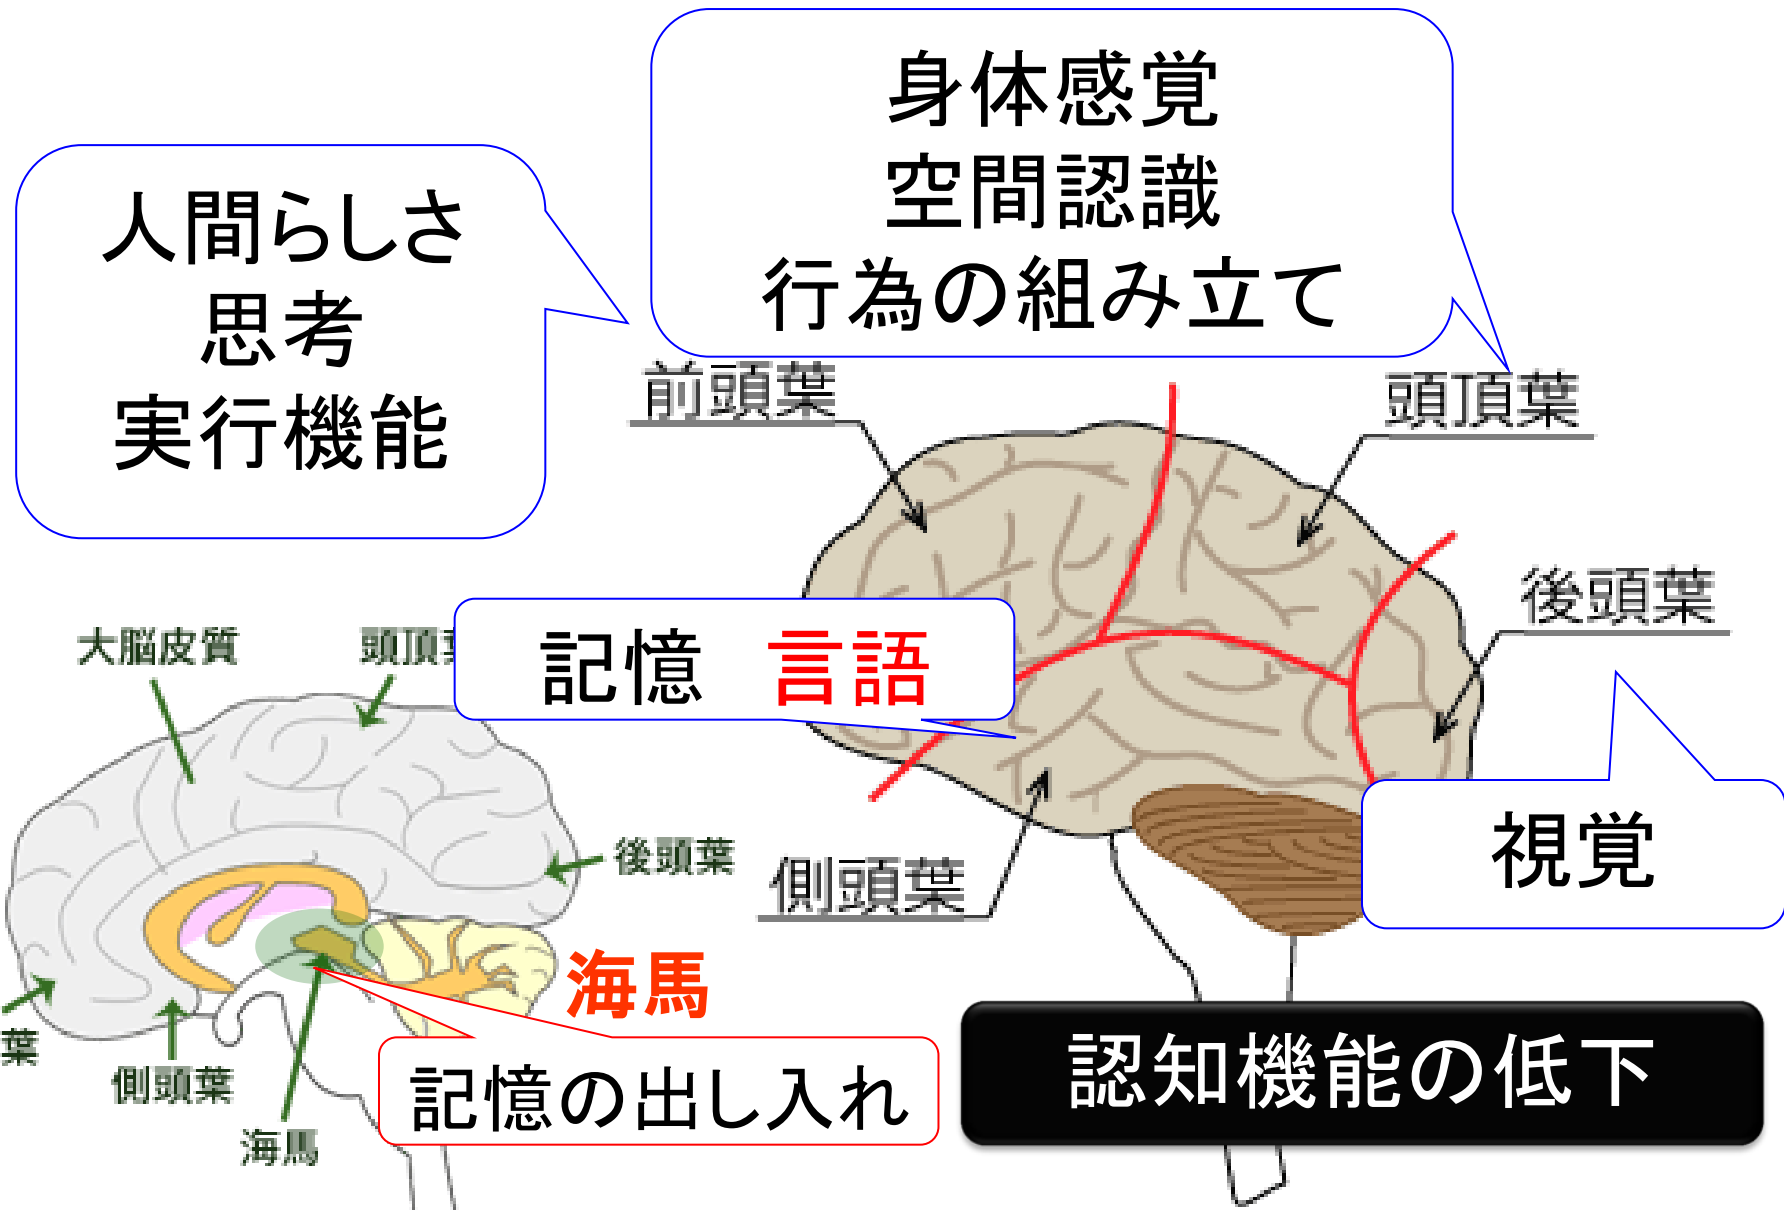 身体感覚
空間認識
行為の組み立て
人間らしさ
思考
実行機能
前頭葉
頭頂葉
後頭葉
記憶　言語
大脳皮質
頭頂
視覚
後頭葉
側頭葉
海馬
葉
側頭葉
記憶の出し入れ
認知機能の低下
海馬